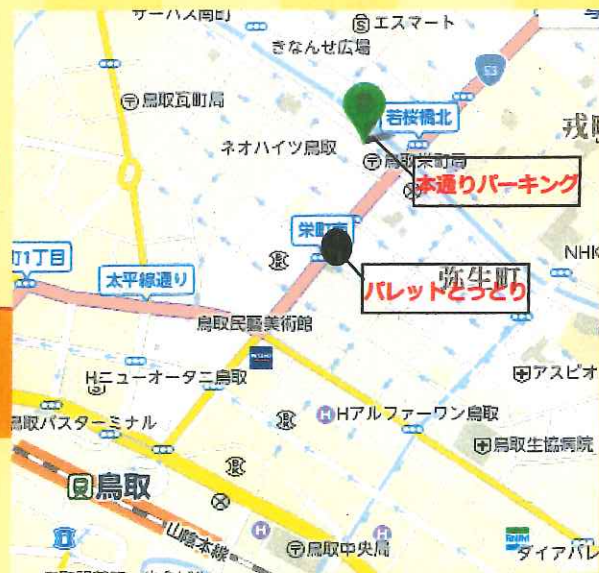 サーパス南町
エスマート
きなんせ広場
53
鳥取瓦町局
若桜橋北
戎町
ネオハイツ鳥取
鳥取栄町局
本通りパーキング
栄町南
町1丁目
太平線通り
弥生町
NHK
パレットとっとり
鳥取民藝美術館
Hニューオータニ鳥取
アスピオ
鳥取バスターミナル
Hアルファーワン鳥取
鳥取生協病院
鳥取
山陰本線
鳥取中央局
ダイアパレ